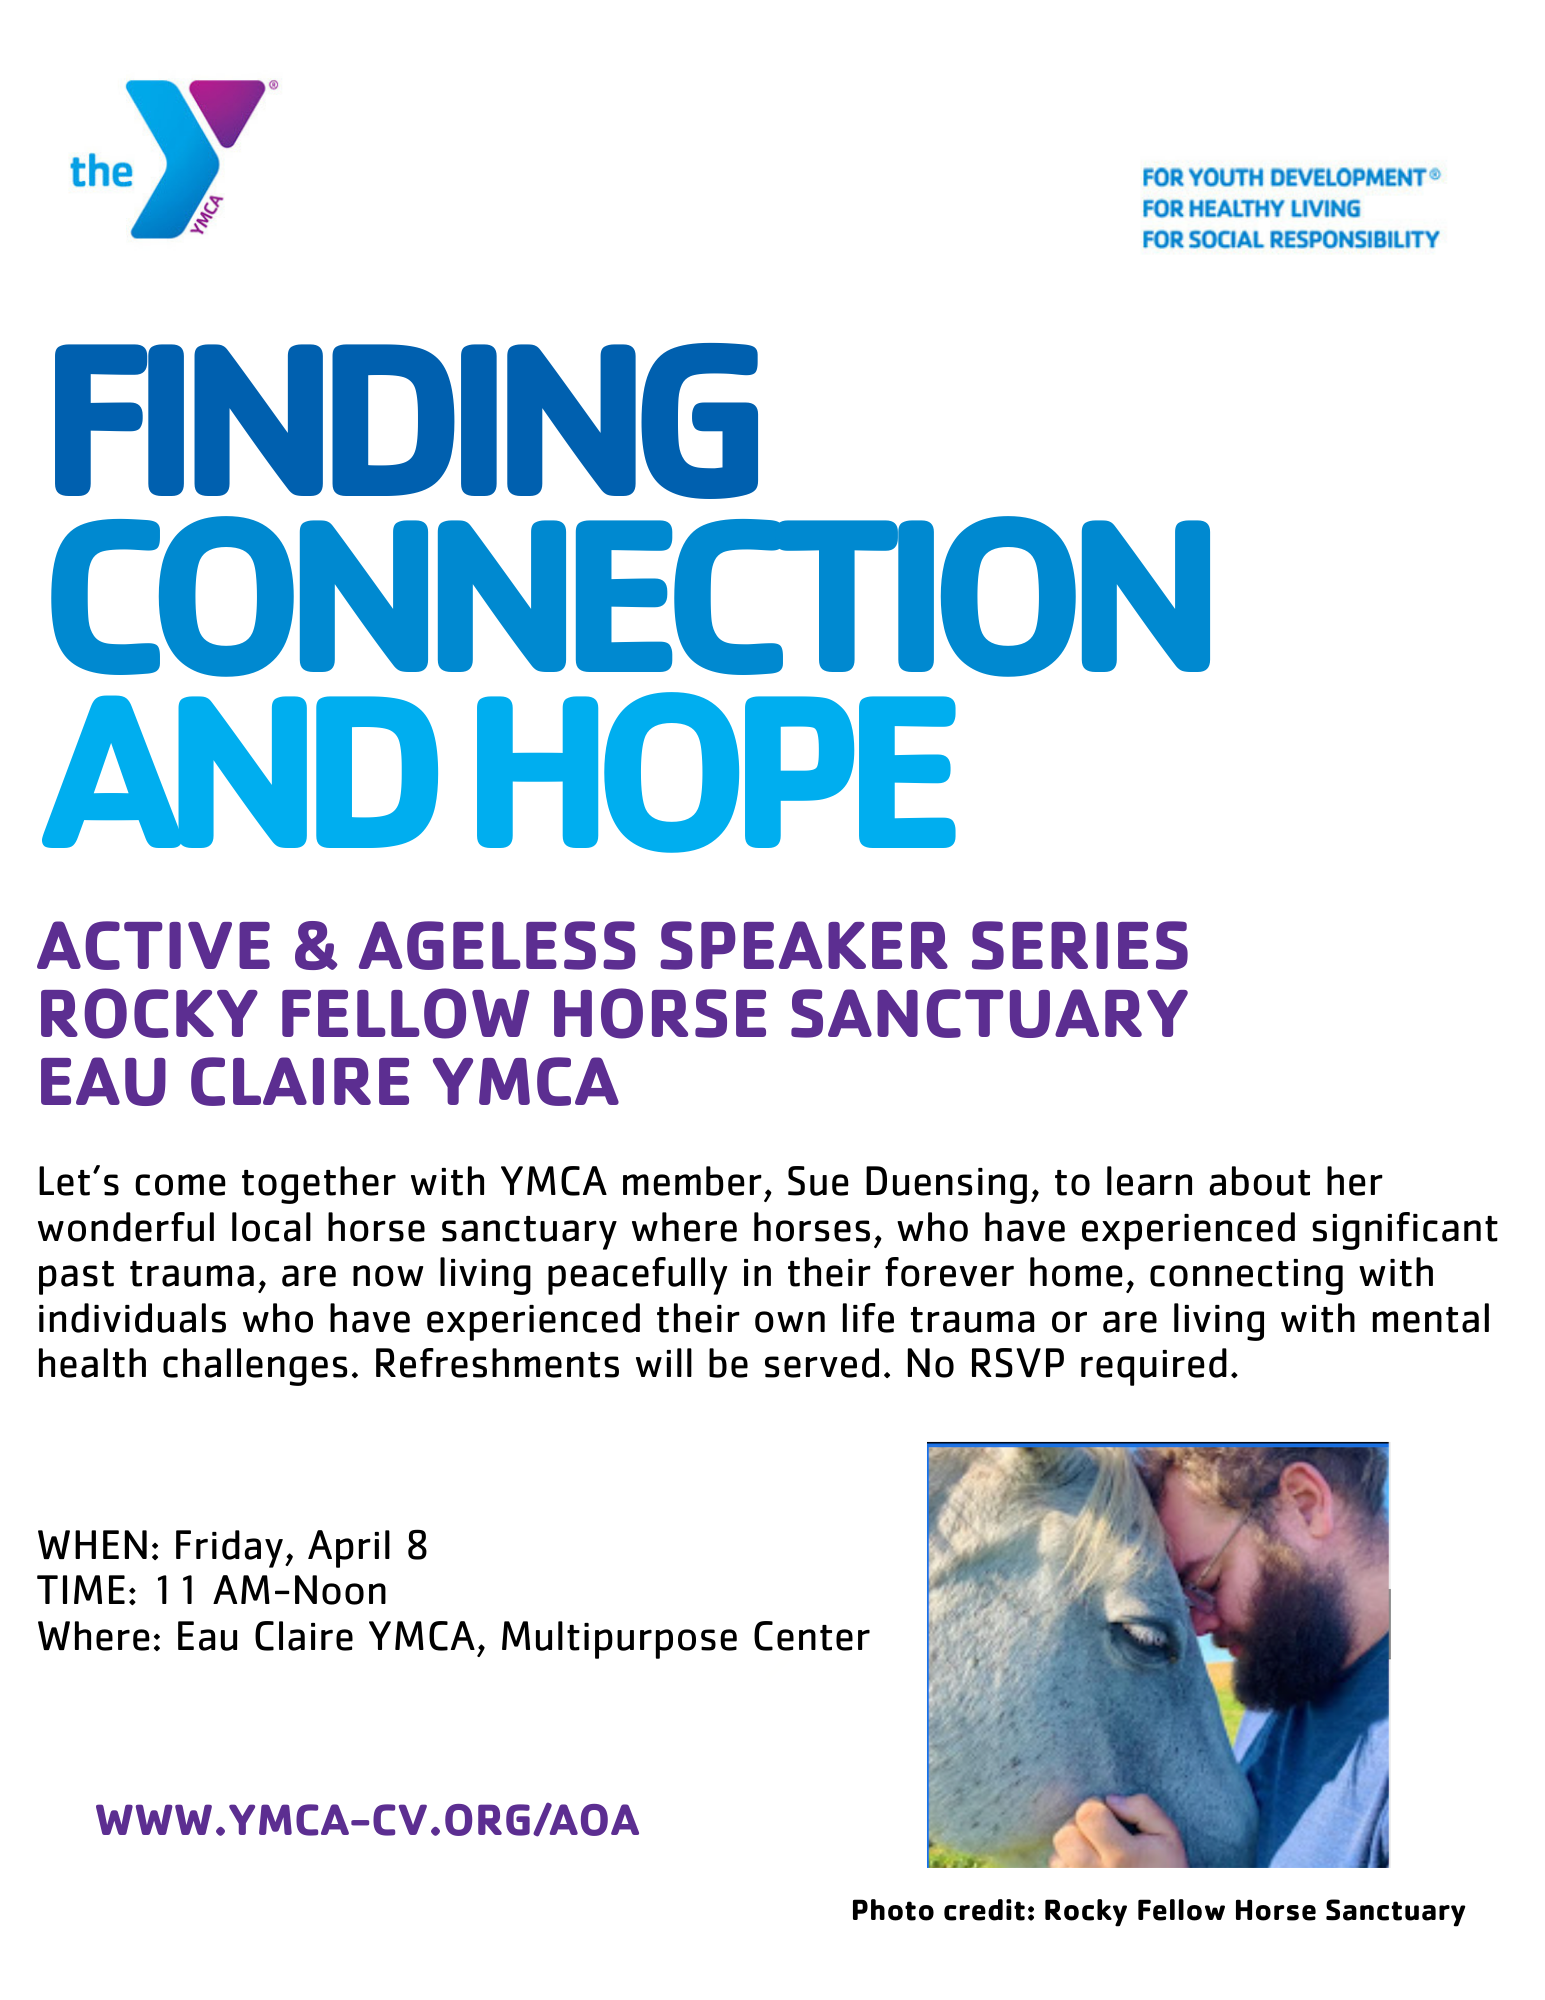 the
YMCA
®
FOR YOUTH DEVELOPMENT®
FOR HEALTHY LIVING
FOR SOCIAL RESPONSIBILITY
FINDING
CONNECTION
AND HOPE
ACTIVE & AGELESS SPEAKER SERIES
ROCKY FELLOW HORSE SANCTUARY
EAU CLAIRE YMCA
Let's come together with YMCA member, Sue Duensing, to learn about her
wonderful local horse sanctuary where horses, who have experienced significant
past trauma, are now living peacefully in their forever home, connecting with
individuals who have experienced their own life trauma or are living with mental
health challenges. Refreshments will be served. No RSVP required.
WHEN: Friday, April 8
TIME: 11 AM-Noon
Where: Eau Claire YMCA, Multipurpose Center
WWW.YMCA-CV.ORG/AOA
Photo credit: Rocky Fellow Horse Sanctuary